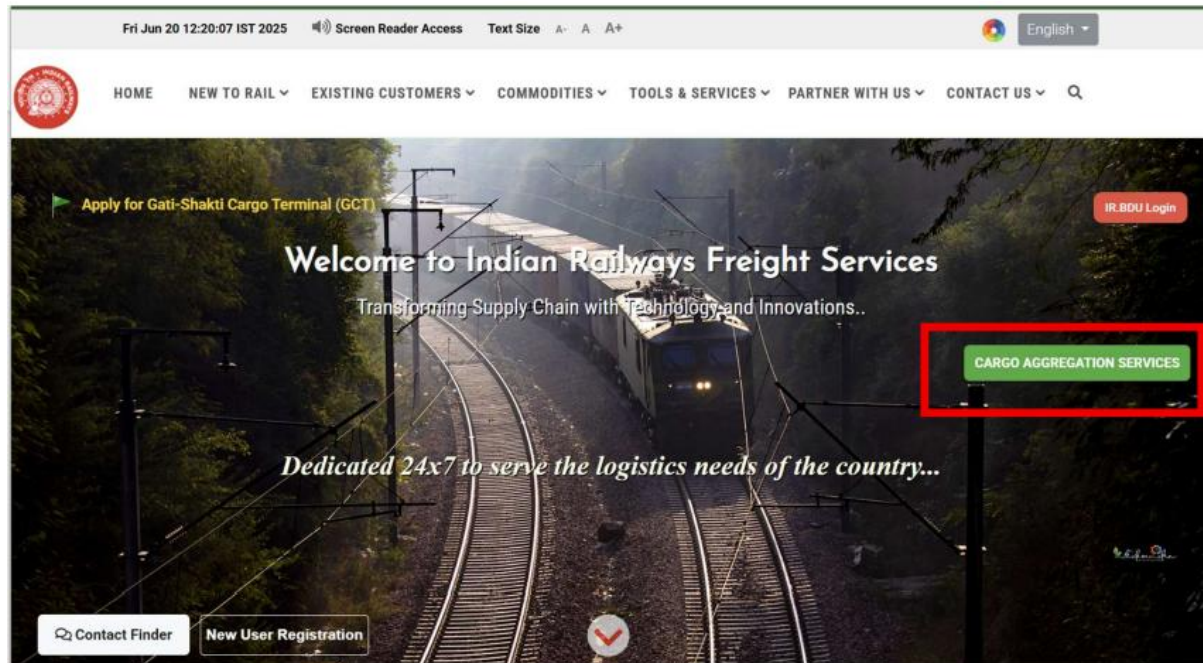 Fri Jun 20 12:20:07 IST 2025 Screen Reader Access Text Size A- A A+ English
HOME NEW TO RAIL EXISTING CUSTOMERS COMMODITIES TOOLS & SERVICES PARTNER WITH US CONTACT US
Apply for Gati-Shakti Cargo Terminal (GCT)
IR.BDU Login
Welcome to Indian Railways Freight Services
Transforming Supply Chain with Technology and Innovations..
CARGO AGGREGATION SERVICES
Dedicated 24x7 to serve the logistics needs of the country...
Contact Finder New User Registration